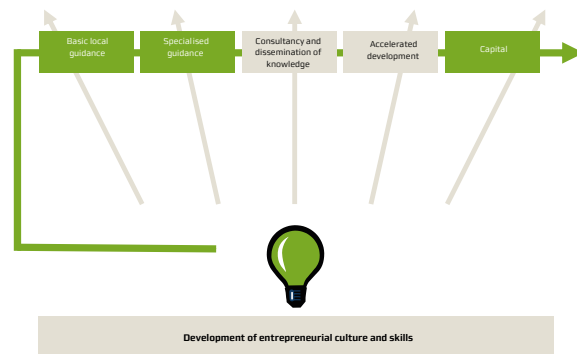 Basic local
guidance
Specialised
guidance
Consultancy and
dissemination of
knowledge
Accelerated
development
Capital
Development of entrepreneurial culture and skills